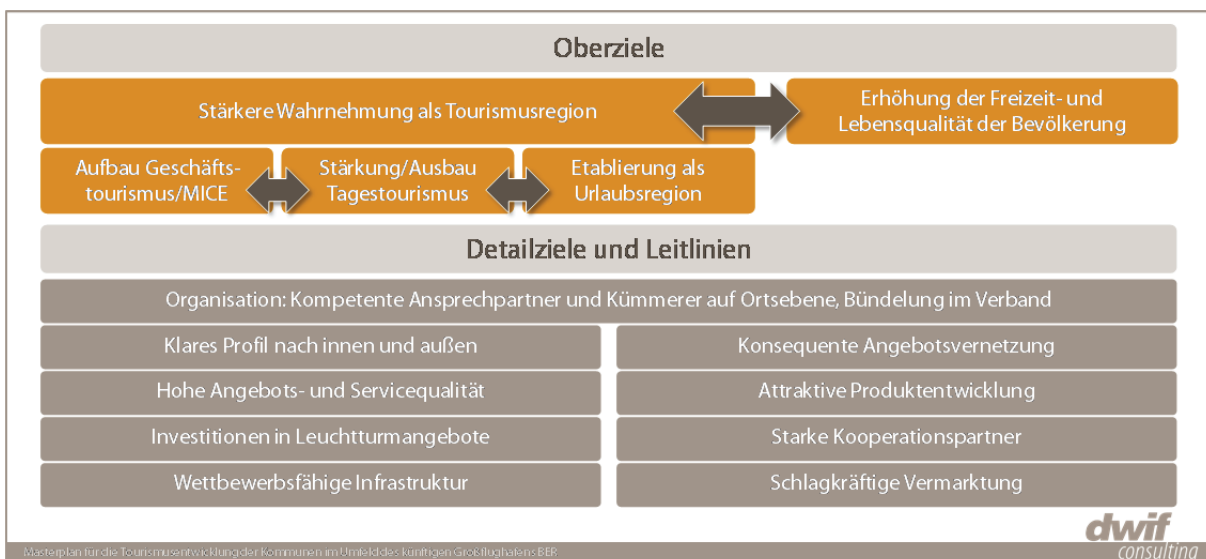 Oberziele
Stärkere Wahrnehmung als Tourismusregion
Erhöhung der Freizeit- und
Lebensqualität der Bevölkerung
Aufbau Geschäfts-
tourismus/MICE
Stärkung/Ausbau
Tagestourismus
Etablierung als
Urlaubsregion
Detailziele und Leitlinien
Organisation: Kompetente Ansprechpartner und Kümmerer auf Ortsebene, Bündelung im Verband
Klares Profil nach innen und außen
Konsequente Angebotsvernetzung
Hohe Angebots- und Servicequalität
Attraktive Produktentwicklung
Investitionen in Leuchtturmangebote
Starke Kooperationspartner
Wettbewerbsfähige Infrastruktur
Schlagkräftige Vermarktung
Masterplan für die Tourismusentwicklung der Kommunen im Umfeld des künftigen Großflughafens BER
dwif
consulting